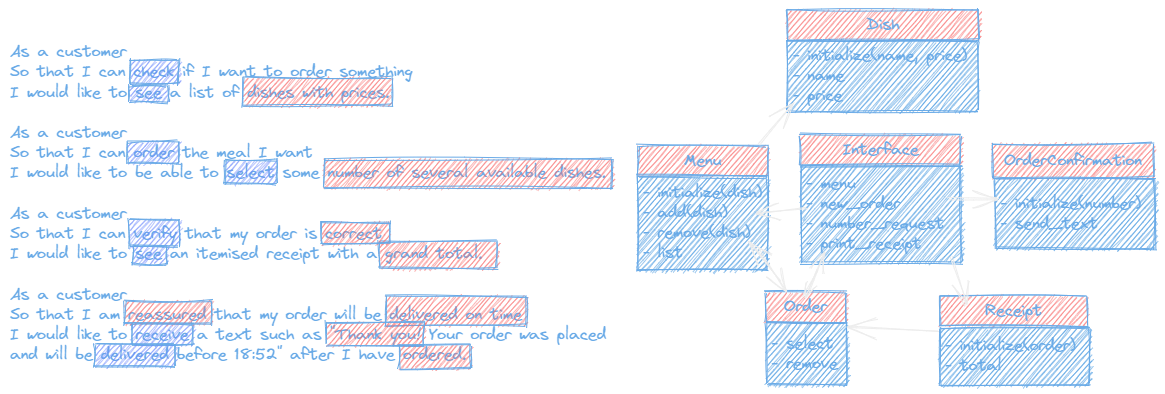 As a customer
So that I can check if I want to order something
I would like to see a list of dishes with prices.
As a customer
So that I can order the meal I want
I would like to be able to select some number of several available dishes.
As a customer
So that I can verify that my order is correct
I would like to see an itemised receipt with a grand total.
As a customer
So that I am reassured that my order will be delivered on time
I would like to receive a text such as "Thank you! Your order was placed
and will be delivered before 18:52" after I have ordered.
Dish
- initialize(name, price)
- name
- price
Menu
- initialize(dish)
- add(dish)
- remove(dish)
- list
Interface
- menu
- new_order
- number_request
- print_receipt
OrderConfirmation
- initialize(number)
- send_text
Order
- select
- remove
Receipt
- initialize(order)
- total